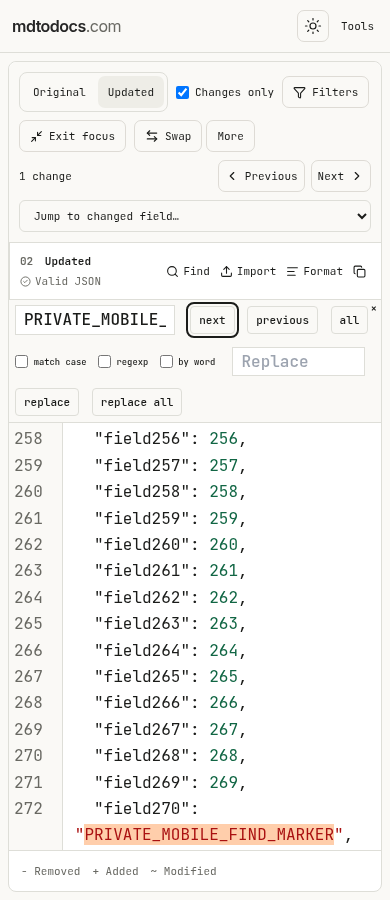 mdtodocs.com
Tools
Original Updated Changes only Filters
Exit focus Swap More
1 change Previous Next
Jump to changed field…
02 Updated
Valid JSON
Find Import Format
PRIVATE_MOBILE_ next previous all ×
match case regexp by word Replace
replace replace all
258 "field256": 256,
259 "field257": 257,
260 "field258": 258,
261 "field259": 259,
262 "field260": 260,
263 "field261": 261,
264 "field262": 262,
265 "field263": 263,
266 "field264": 264,
267 "field265": 265,
268 "field266": 266,
269 "field267": 267,
270 "field268": 268,
271 "field269": 269,
272 "field270":
"PRIVATE_MOBILE_FIND_MARKER",
- Removed + Added ~ Modified